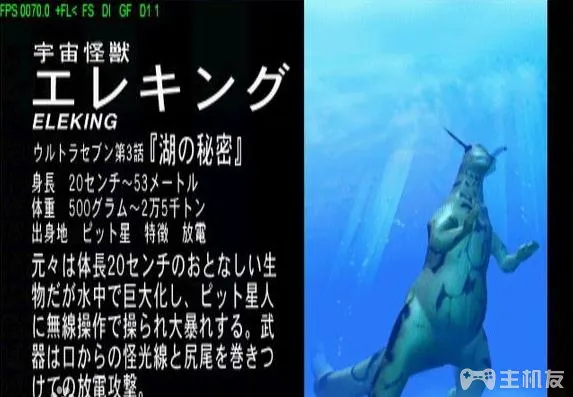 FPS 0070.0 +FL< FS DI GF D1 1
宇宙怪獣
エレキング
ELEKING
ウルトラセブン第3話『湖の秘密』
身長 20センチ～53メートル
体重 500グラム～2万5千トン
出身地 ピット星 特徴 放電
元々は体長20センチのおとなしい生
物だが水中で巨大化し、ピット星人
に無線操作で操られ大暴れする。武
器は口からの怪光線と尻尾を巻きつ
けての放電攻撃。
主机友